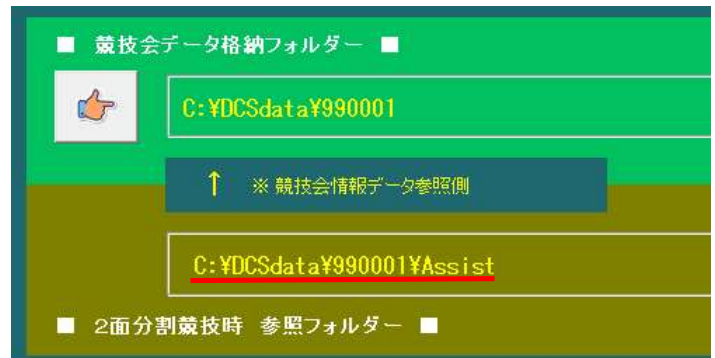 ■ 競技会データ格納フォルダー ■
C:¥DCSdata¥990001
↑ ※ 競技会情報データ参照側
C:¥DCSdata¥990001¥Assist
■ 2面分割競技時 参照フォルダー ■